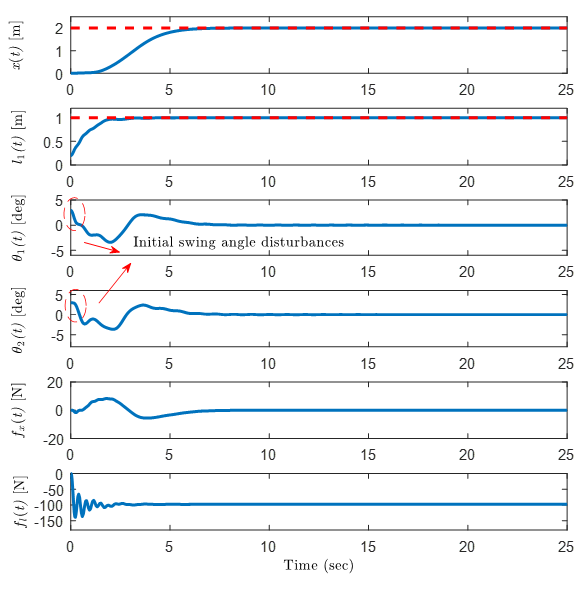 x(t) [m]
2
1
0
0 5 10 15 20 25
l₁(t) [m]
1
0.5
0
0 5 10 15 20 25
θ₁(t) [deg]
5
0
-5
Initial swing angle disturbances
0 5 10 15 20 25
θ₂(t) [deg]
5
0
-5
0 5 10 15 20 25
fₓ(t) [N]
20
0
-20
0 5 10 15 20 25
fₗ(t) [N]
0
-50
-100
-150
0 5 10 15 20 25
Time (sec)